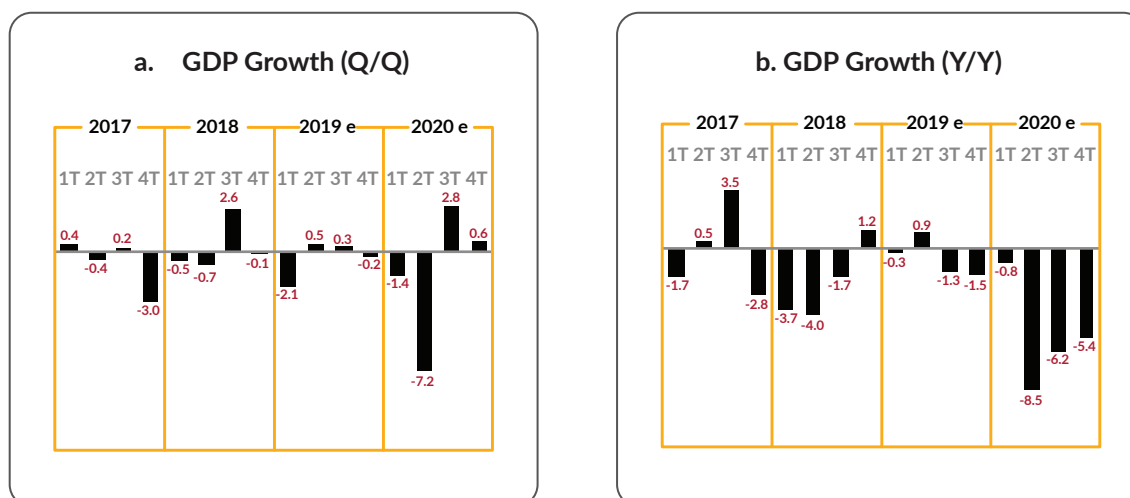 a. GDP Growth (Q/Q)
2017 2018 2019 e 2020 e
1T 2T 3T 4T 1T 2T 3T 4T 1T 2T 3T 4T 1T 2T 3T 4T
0.4 -0.4 0.2 -3.0 -0.5 -0.7 2.6 -0.1 -2.1 0.5 0.3 -0.2 -1.4 -7.2 2.8 0.6
b. GDP Growth (Y/Y)
2017 2018 2019 e 2020 e
1T 2T 3T 4T 1T 2T 3T 4T 1T 2T 3T 4T 1T 2T 3T 4T
-1.7 0.5 3.5 -2.8 -3.7 -4.0 -1.7 1.2 -0.3 0.9 -1.3 -1.5 -0.8 -8.5 -6.2 -5.4